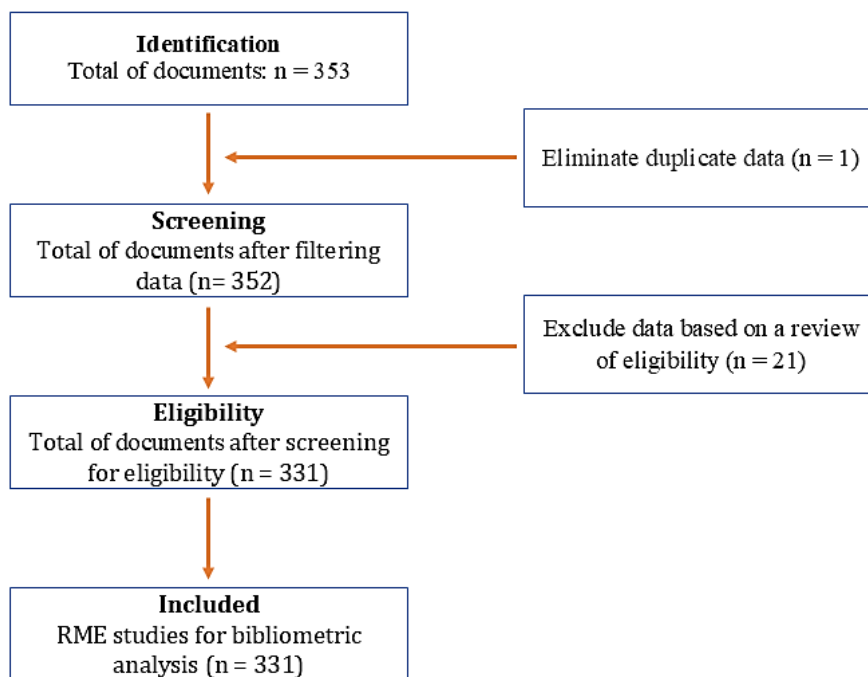 Identification
Total of documents: n = 353
Eliminate duplicate data (n = 1)
Screening
Total of documents after filtering
data (n= 352)
Exclude data based on a review
of eligibility (n = 21)
Eligibility
Total of documents after screening
for eligibility (n = 331)
Included
RME studies for bibliometric
analysis (n = 331)